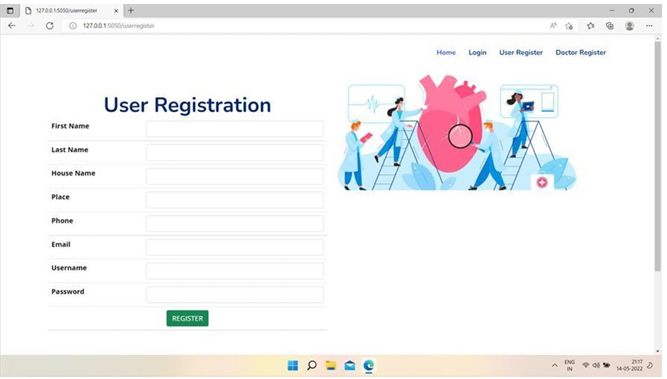 127.0.0.1:5050/userregister
127.0.0.1:5050/userregister
Home Login User Register Doctor Register
User Registration
First Name
Last Name
House Name
Place
Phone
Email
Username
Password
REGISTER
ENG
IN
21:17
14-05-2022